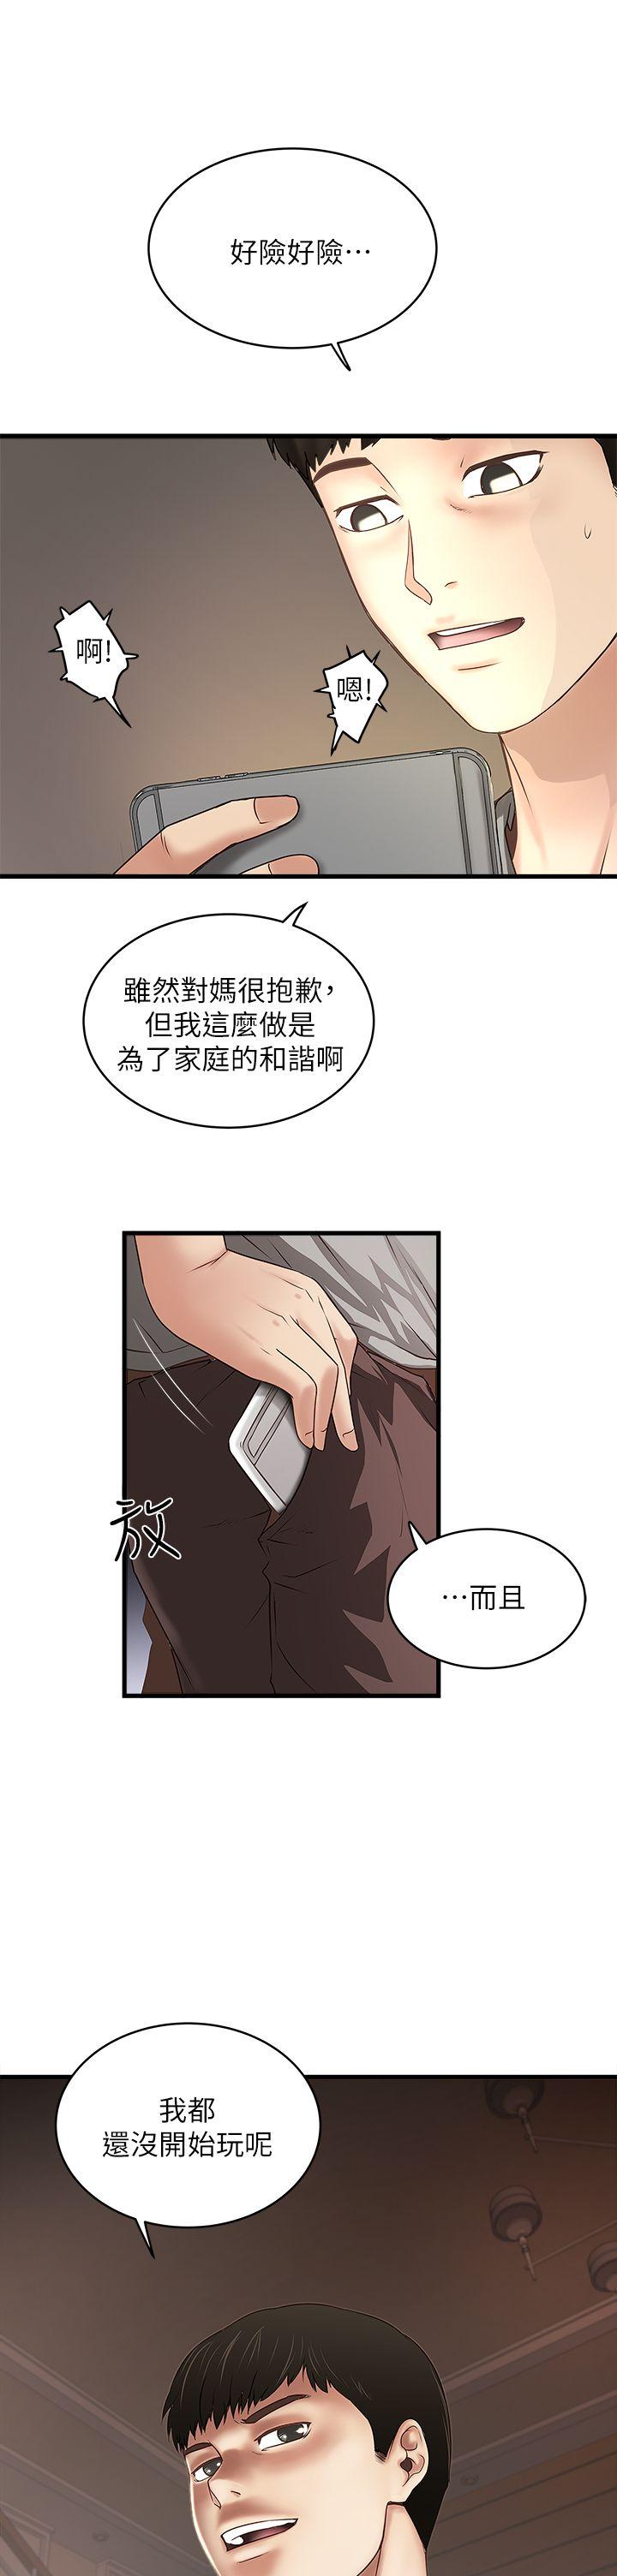 好險好險⋯
啊!
嗯!
雖然對媽很抱歉，
但我這麼做是
為了家庭的和諧啊
放
⋯而且
我都
還沒開始玩呢